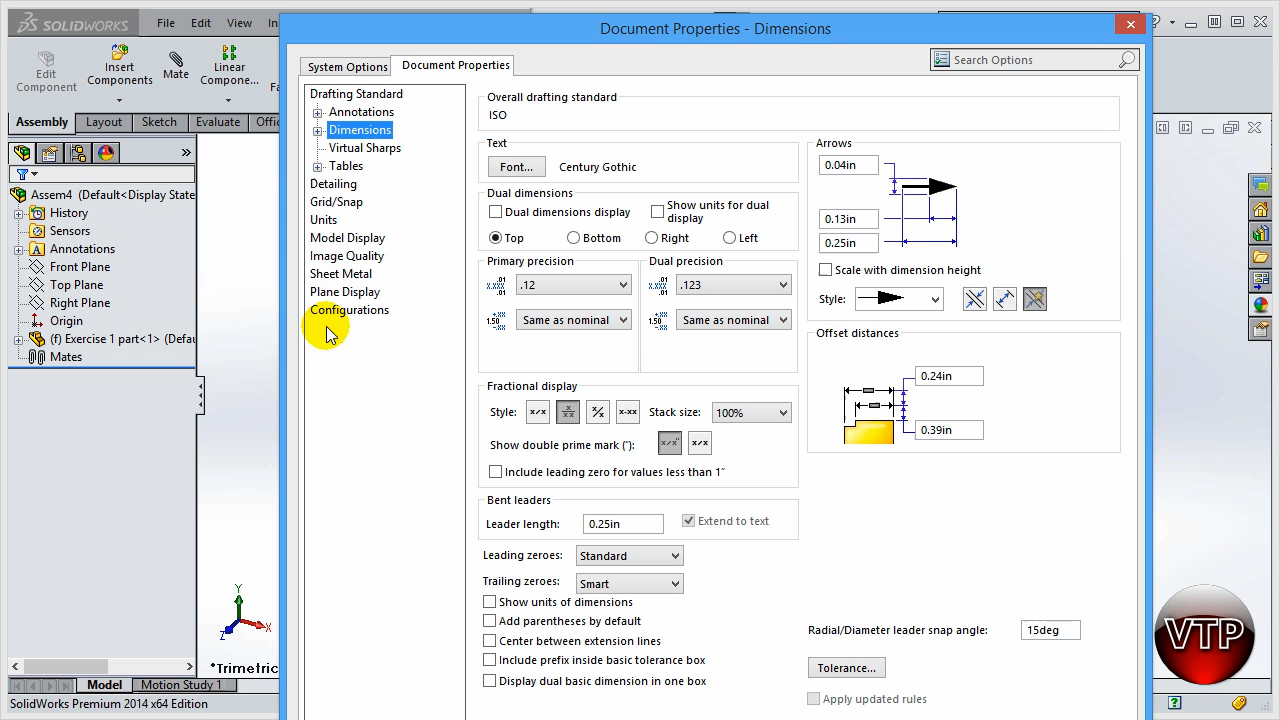 SOLIDWORKS
File
Edit
View
Document Properties - Dimensions
Edit
Component
Insert
Components
Mate
Linear
Compone...
Assembly
Layout
Sketch
Evaluate
System Options
Document Properties
Search Options
Assem4 (Default<Display State
History
Sensors
Annotations
Front Plane
Top Plane
Right Plane
Origin
(f) Exercise 1 part<1> (Defau
Mates
Drafting Standard
Annotations
Dimensions
Virtual Sharps
Tables
Detailing
Grid/Snap
Units
Model Display
Image Quality
Sheet Metal
Plane Display
Configurations
Overall drafting standard
ISO
Text
Font...
Century Gothic
Dual dimensions
Dual dimensions display
Show units for dual
display
Top
Bottom
Right
Left
Primary precision
.12
Same as nominal
Dual precision
.123
Same as nominal
Fractional display
Style:
Stack size:
100%
Show double prime mark ("):
Include leading zero for values less than 1"
Bent leaders
Leader length:
0.25in
Extend to text
Leading zeroes:
Standard
Trailing zeroes:
Smart
Show units of dimensions
Add parentheses by default
Center between extension lines
Include prefix inside basic tolerance box
Display dual basic dimension in one box
Arrows
0.04in
0.13in
0.25in
Scale with dimension height
Style:
Offset distances
0.24in
0.39in
Radial/Diameter leader snap angle:
15deg
Tolerance...
Apply updated rules
Y
X
Z
*Trimetric
Model
Motion Study 1
SolidWorks Premium 2014 x64 Edition
VTP